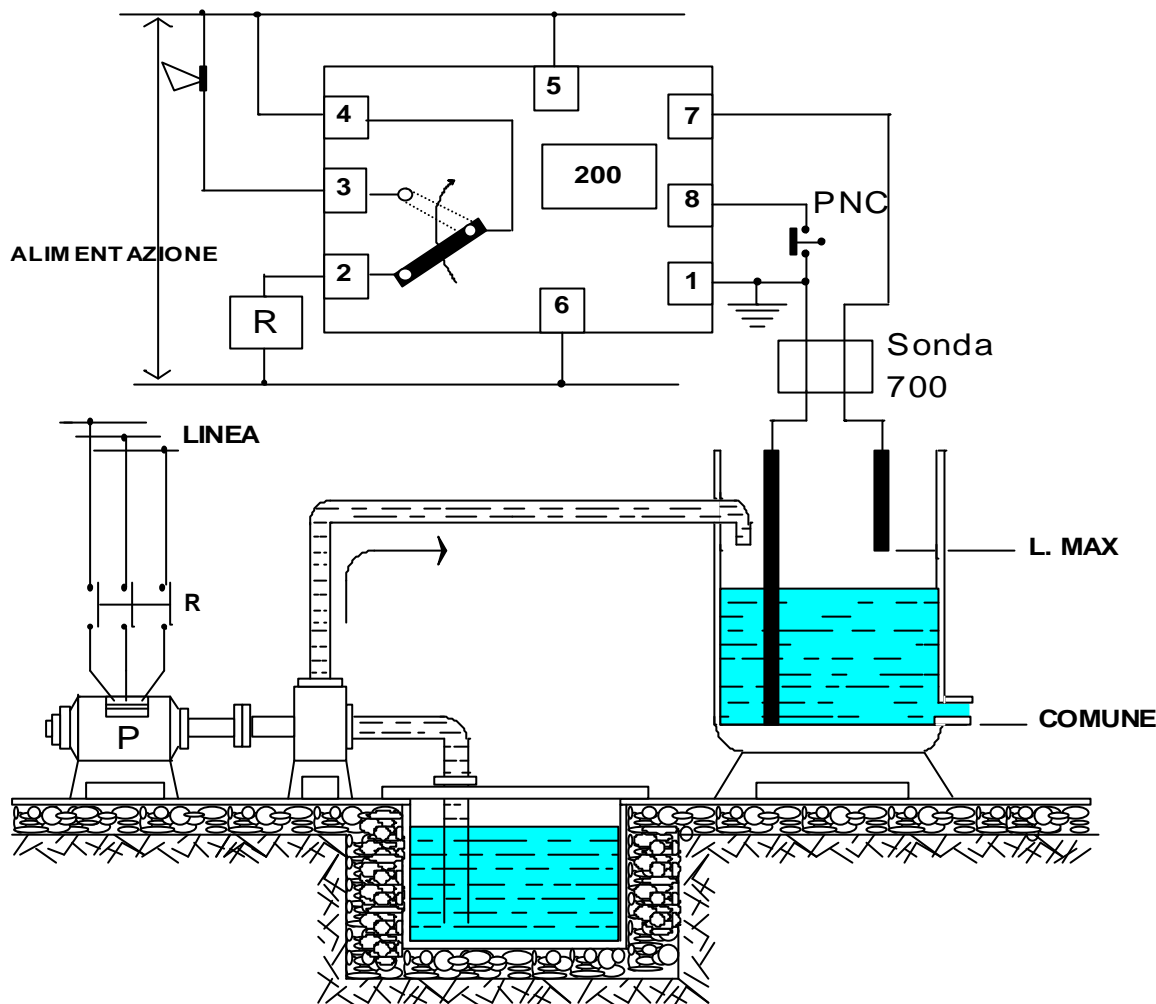 5
4
7
3
200
8
PNC
ALIMENTAZIONE
2
1
6
R
Sonda
700
LINEA
L. MAX
R
P
COMUNE